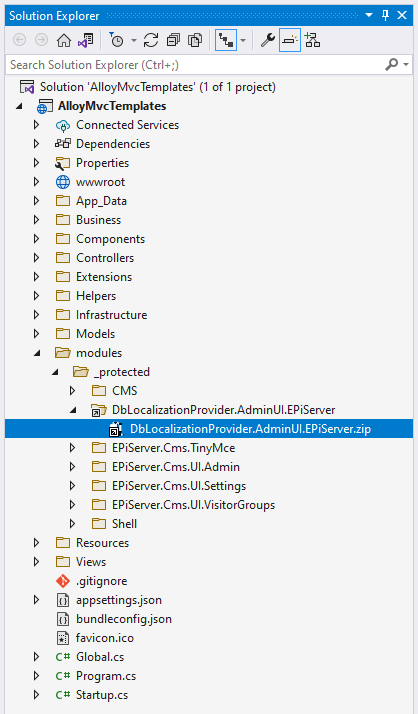 Solution Explorer
Search Solution Explorer (Ctrl+;)
Solution 'AlloyMvcTemplates' (1 of 1 project)
AlloyMvcTemplates
Connected Services
Dependencies
Properties
wwwroot
App_Data
Business
Components
Controllers
Extensions
Helpers
Infrastructure
Models
modules
_protected
CMS
DbLocalizationProvider.AdminUI.EPiServer
DbLocalizationProvider.AdminUI.EPiServer.zip
EPiServer.Cms.TinyMce
EPiServer.Cms.UI.Admin
EPiServer.Cms.UI.Settings
EPiServer.Cms.UI.VisitorGroups
Shell
Resources
Views
.gitignore
appsettings.json
bundleconfig.json
favicon.ico
C# Global.cs
C# Program.cs
C# Startup.cs